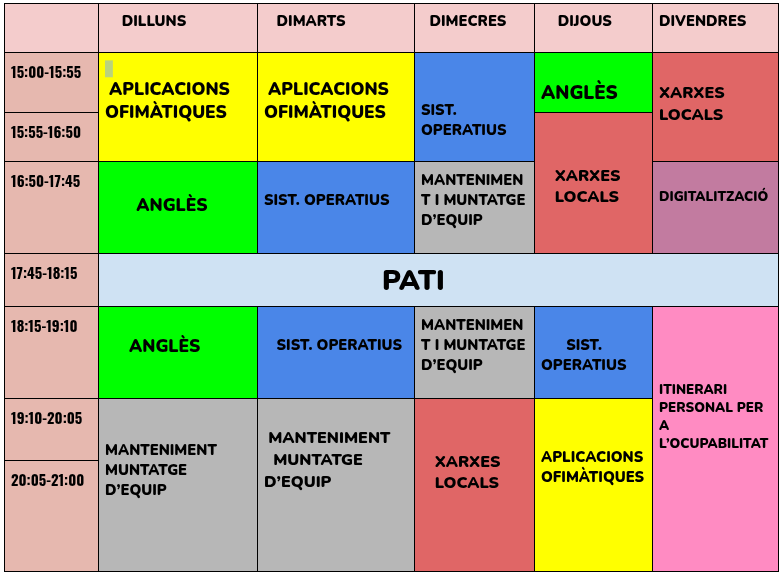 DILLUNS DIMARTS DIMECRES DIJOUS DIVENDRES
15:00-15:55
APLICACIONS
OFIMÀTIQUES
APLICACIONS
OFIMÀTIQUES
SIST.
OPERATIUS
ANGLÈS
XARXES
LOCALS
15:55-16:50
XARXES
LOCALS
16:50-17:45
ANGLÈS
SIST. OPERATIUS
MANTENIMEN
T I MUNTATGE
D'EQUIP
DIGITALITZACIÓ
17:45-18:15
PATI
18:15-19:10
ANGLÈS
SIST. OPERATIUS
MANTENIMEN
T I MUNTATGE
D'EQUIP
SIST.
OPERATIUS
ITINERARI
PERSONAL PER
A
L'OCUPABILITAT
19:10-20:05
MANTENIMENT
MUNTATGE
D'EQUIP
MANTENIMENT
MUNTATGE
D'EQUIP
XARXES
LOCALS
APLICACIONS
OFIMÀTIQUES
20:05-21:00